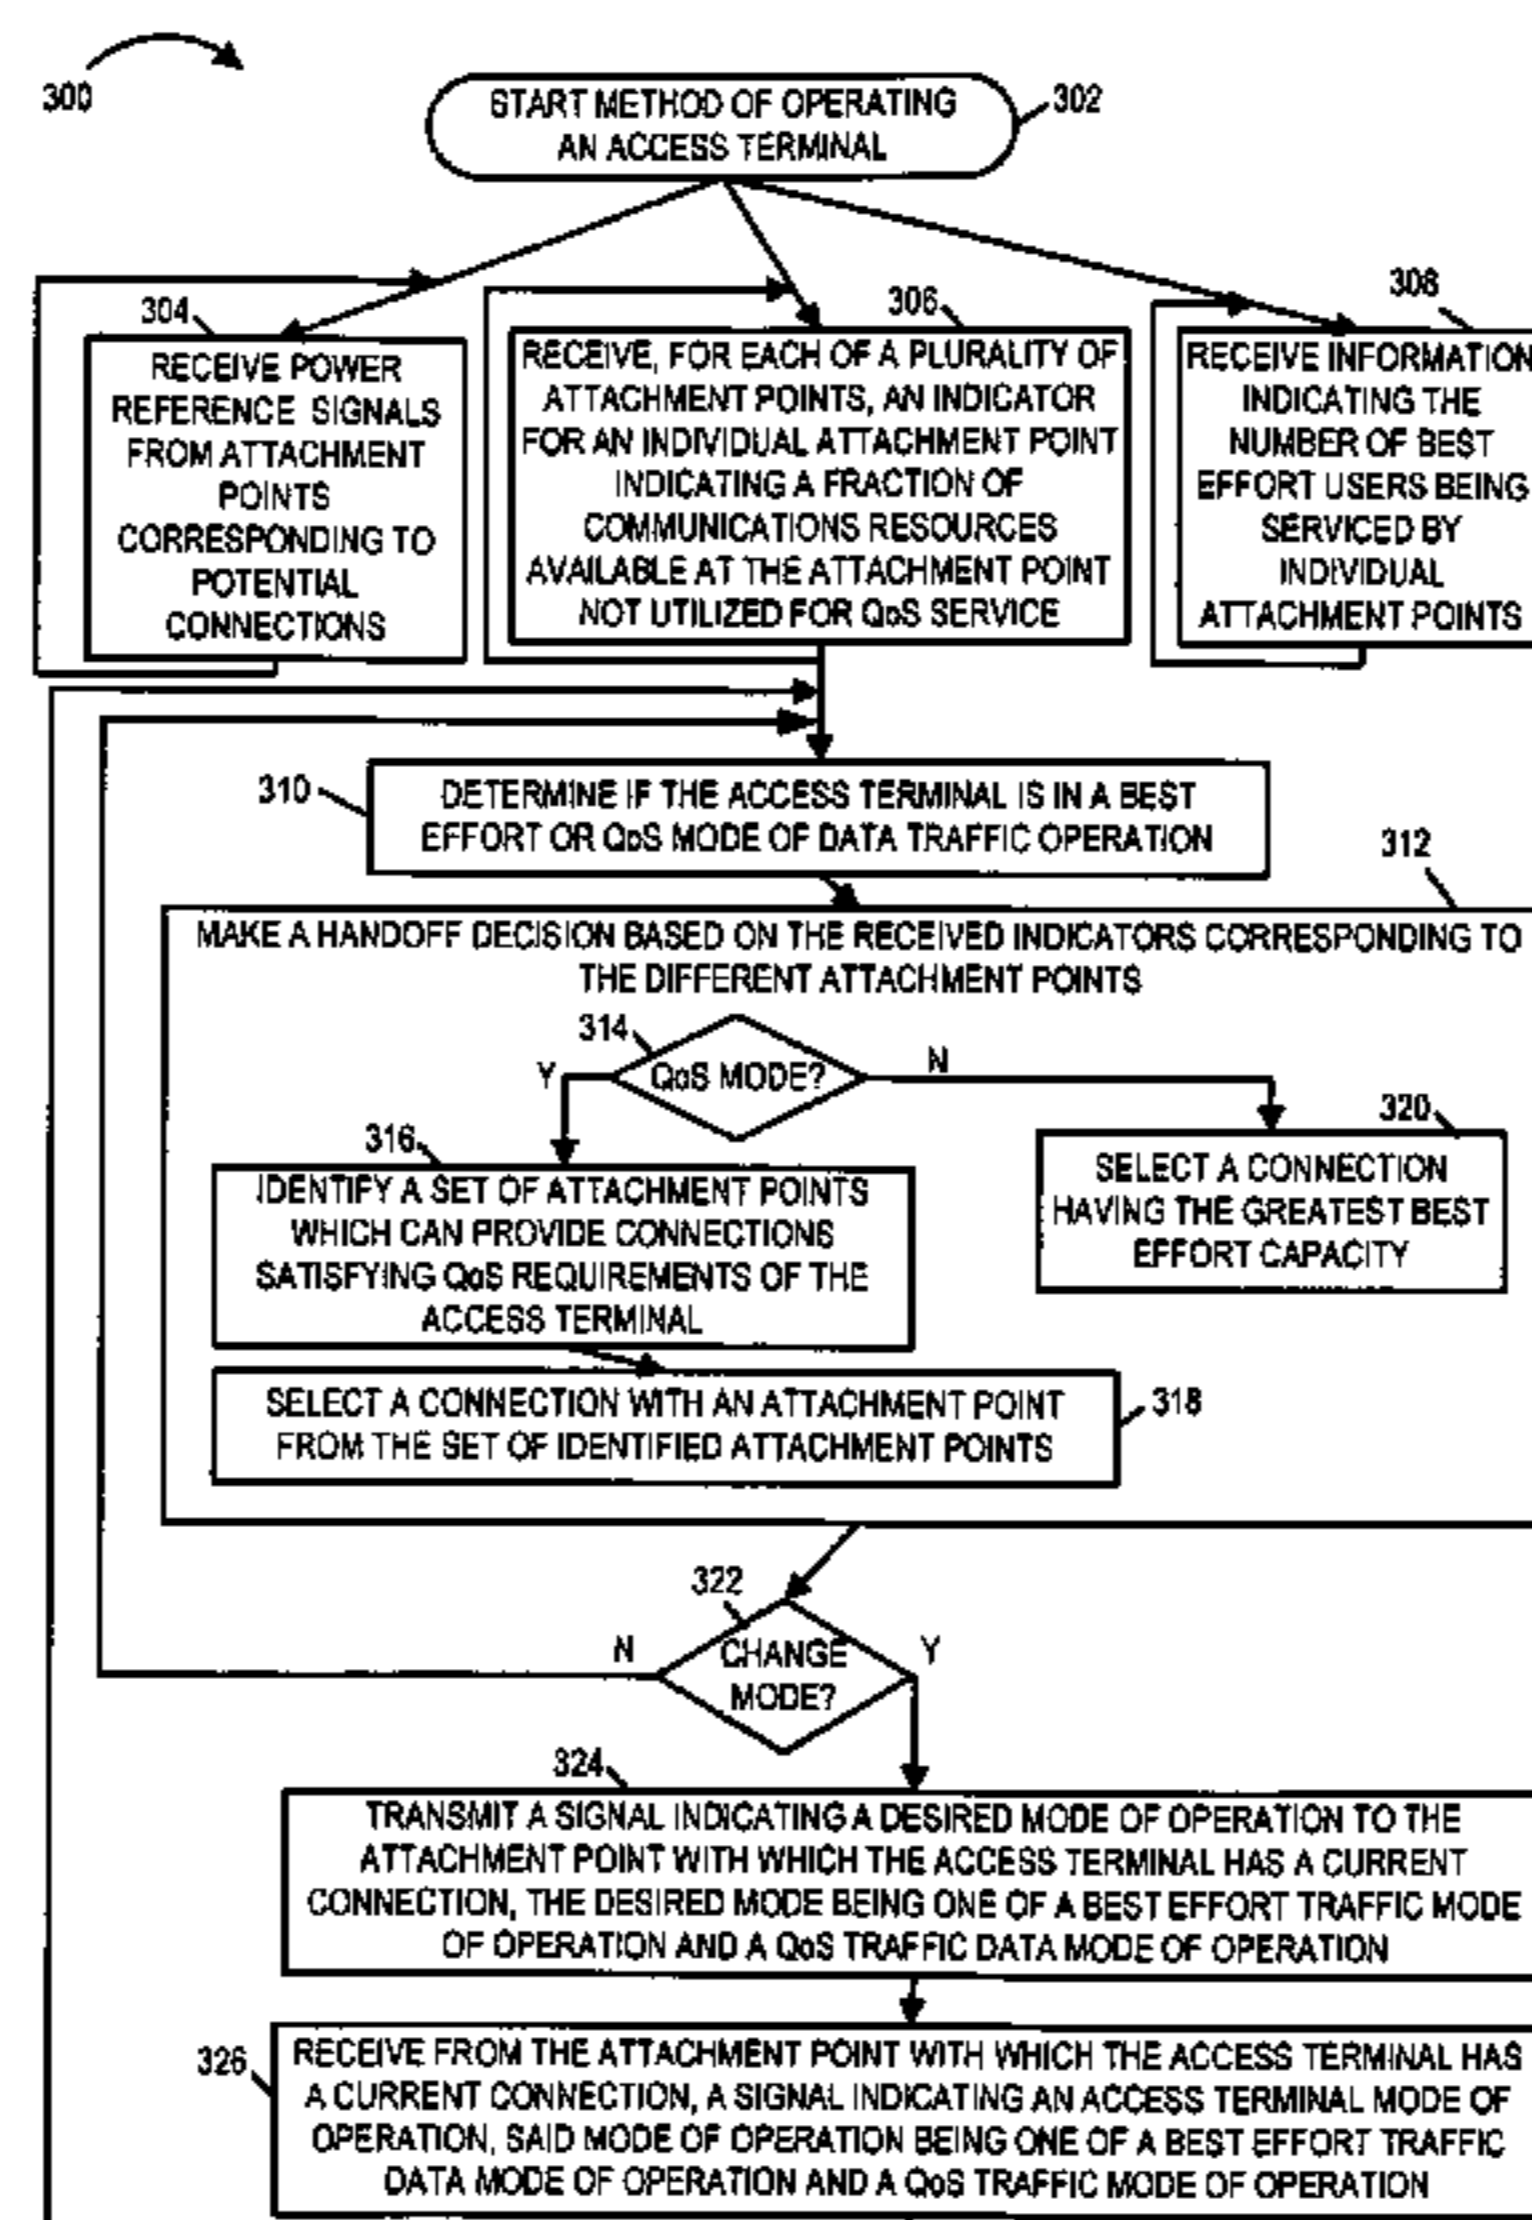 300
START METHOD OF OPERATING
AN ACCESS TERMINAL
302
304
RECEIVE POWER
REFERENCE SIGNALS
FROM ATTACHMENT
POINTS
CORRESPONDING TO
POTENTIAL
CONNECTIONS
306
RECEIVE, FOR EACH OF A PLURALITY OF
ATTACHMENT POINTS, AN INDICATOR
FOR AN INDIVIDUAL ATTACHMENT POINT
INDICATING A FRACTION OF
COMMUNICATIONS RESOURCES
AVAILABLE AT THE ATTACHMENT POINT
NOT UTILIZED FOR QoS SERVICE
308
RECEIVE INFORMATION
INDICATING THE
NUMBER OF BEST
EFFORT USERS BEING
SERVICED BY
INDIVIDUAL
ATTACHMENT POINTS
310
DETERMINE IF THE ACCESS TERMINAL IS IN A BEST
EFFORT OR QoS MODE OF DATA TRAFFIC OPERATION
312
MAKE A HANDOFF DECISION BASED ON THE RECEIVED INDICATORS CORRESPONDING TO
THE DIFFERENT ATTACHMENT POINTS
314
QoS MODE?
Y
N
316
IDENTIFY A SET OF ATTACHMENT POINTS
WHICH CAN PROVIDE CONNECTIONS
SATISFYING QoS REQUIREMENTS OF THE
ACCESS TERMINAL
320
SELECT A CONNECTION
HAVING THE GREATEST BEST
EFFORT CAPACITY
SELECT A CONNECTION WITH AN ATTACHMENT POINT
FROM THE SET OF IDENTIFIED ATTACHMENT POINTS
318
322
CHANGE
MODE?
N
Y
324
TRANSMIT A SIGNAL INDICATING A DESIRED MODE OF OPERATION TO THE
ATTACHMENT POINT WITH WHICH THE ACCESS TERMINAL HAS A CURRENT
CONNECTION, THE DESIRED MODE BEING ONE OF A BEST EFFORT TRAFFIC MODE
OF OPERATION AND A QoS TRAFFIC DATA MODE OF OPERATION
326
RECEIVE FROM THE ATTACHMENT POINT WITH WHICH THE ACCESS TERMINAL HAS
A CURRENT CONNECTION, A SIGNAL INDICATING AN ACCESS TERMINAL MODE OF
OPERATION, SAID MODE OF OPERATION BEING ONE OF A BEST EFFORT TRAFFIC
DATA MODE OF OPERATION AND A QoS TRAFFIC MODE OF OPERATION